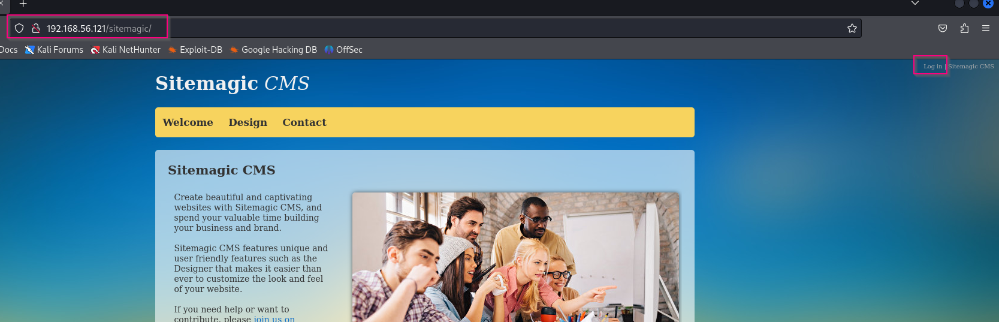 192.168.56.121/sitemagic/
Docs Kali Forums Kali NetHunter Exploit-DB Google Hacking DB OffSec
Log in | Sitemagic CMS
Sitemagic CMS
Welcome Design Contact
Sitemagic CMS
Create beautiful and captivating
websites with Sitemagic CMS, and
spend your valuable time building
your business and brand.
Sitemagic CMS features unique and
user friendly features such as the
Designer that makes it easier than
ever to customize the look and feel
of your website.
If you need help or want to
contribute, please join us on